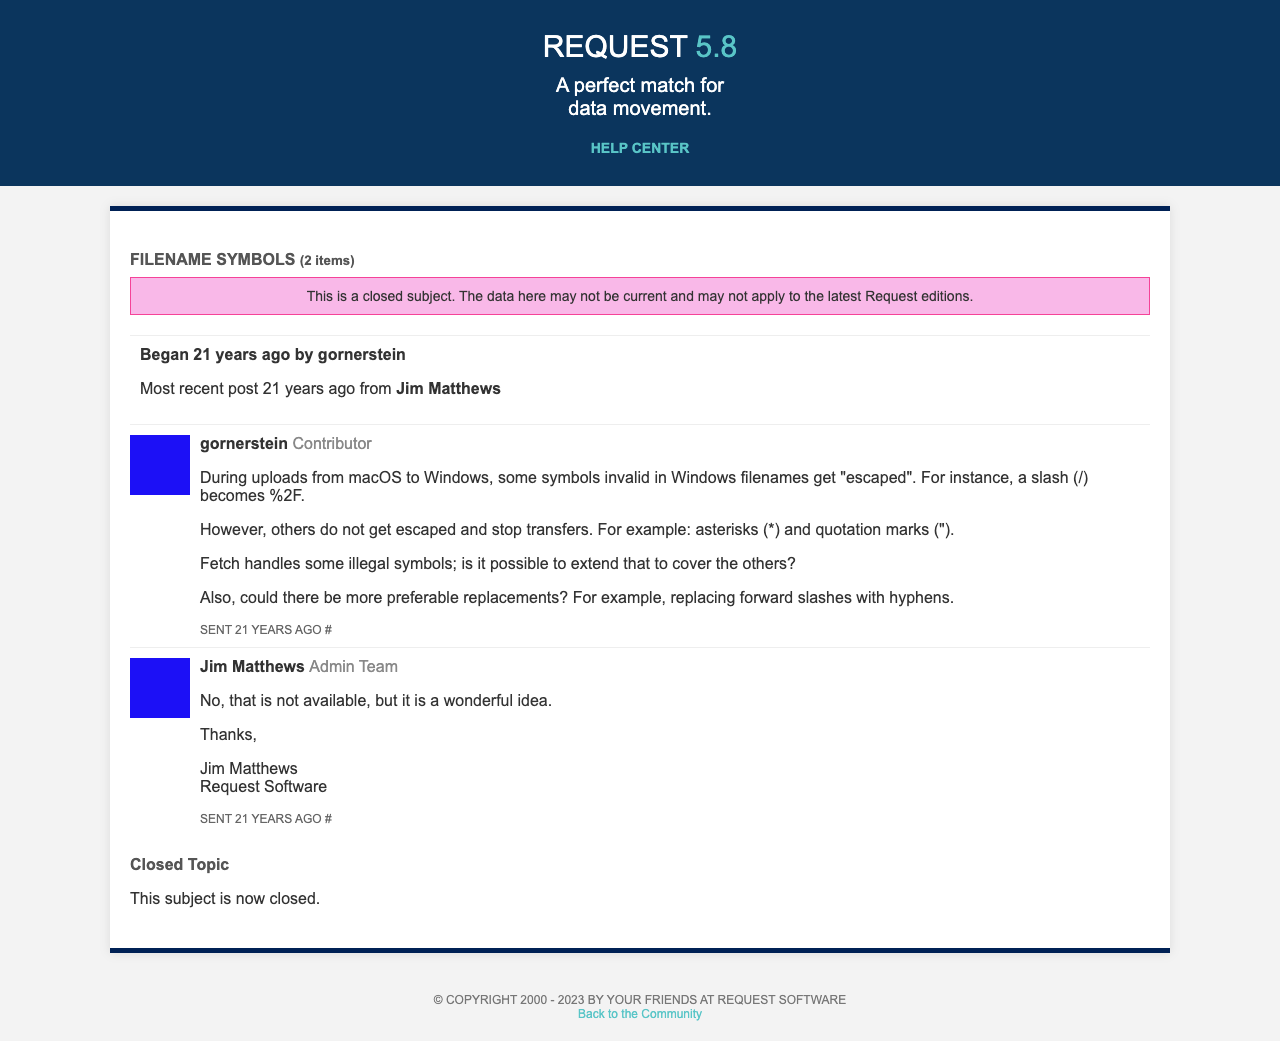 REQUEST 5.8
A perfect match for
data movement.
HELP CENTER
FILENAME SYMBOLS (2 items)
This is a closed subject. The data here may not be current and may not apply to the latest Request editions.
Began 21 years ago by gornerstein
Most recent post 21 years ago from Jim Matthews
gornerstein Contributor
During uploads from macOS to Windows, some symbols invalid in Windows filenames get "escaped". For instance, a slash (/)
becomes %2F.
However, others do not get escaped and stop transfers. For example: asterisks (*) and quotation marks (").
Fetch handles some illegal symbols; is it possible to extend that to cover the others?
Also, could there be more preferable replacements? For example, replacing forward slashes with hyphens.
SENT 21 YEARS AGO #
Jim Matthews Admin Team
No, that is not available, but it is a wonderful idea.
Thanks,
Jim Matthews
Request Software
SENT 21 YEARS AGO #
Closed Topic
This subject is now closed.
© COPYRIGHT 2000 - 2023 BY YOUR FRIENDS AT REQUEST SOFTWARE
Back to the Community